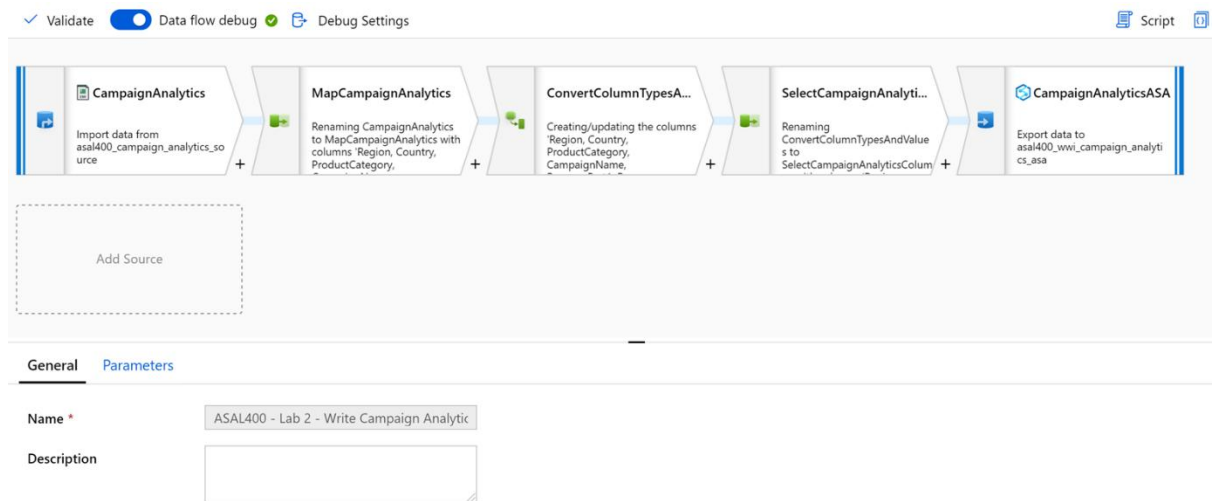 Validate Data flow debug Debug Settings Script
CampaignAnalytics
Import data from
asal400_campaign_analytics_so
urce
+
MapCampaignAnalytics
Renaming CampaignAnalytics
to MapCampaignAnalytics with
columns 'Region, Country,
ProductCategory,
+
ConvertColumnTypesA...
Creating/updating the columns
'Region, Country,
ProductCategory,
CampaignName,
+
SelectCampaignAnalyti...
Renaming
ConvertColumnTypesAndValue
s to
SelectCampaignAnalyticsColum
+
CampaignAnalyticsASA
Export data to
asal400_wwi_campaign_analyti
cs_asa
Add Source
General Parameters
Name *
ASAL400 - Lab 2 - Write Campaign Analytic
Description